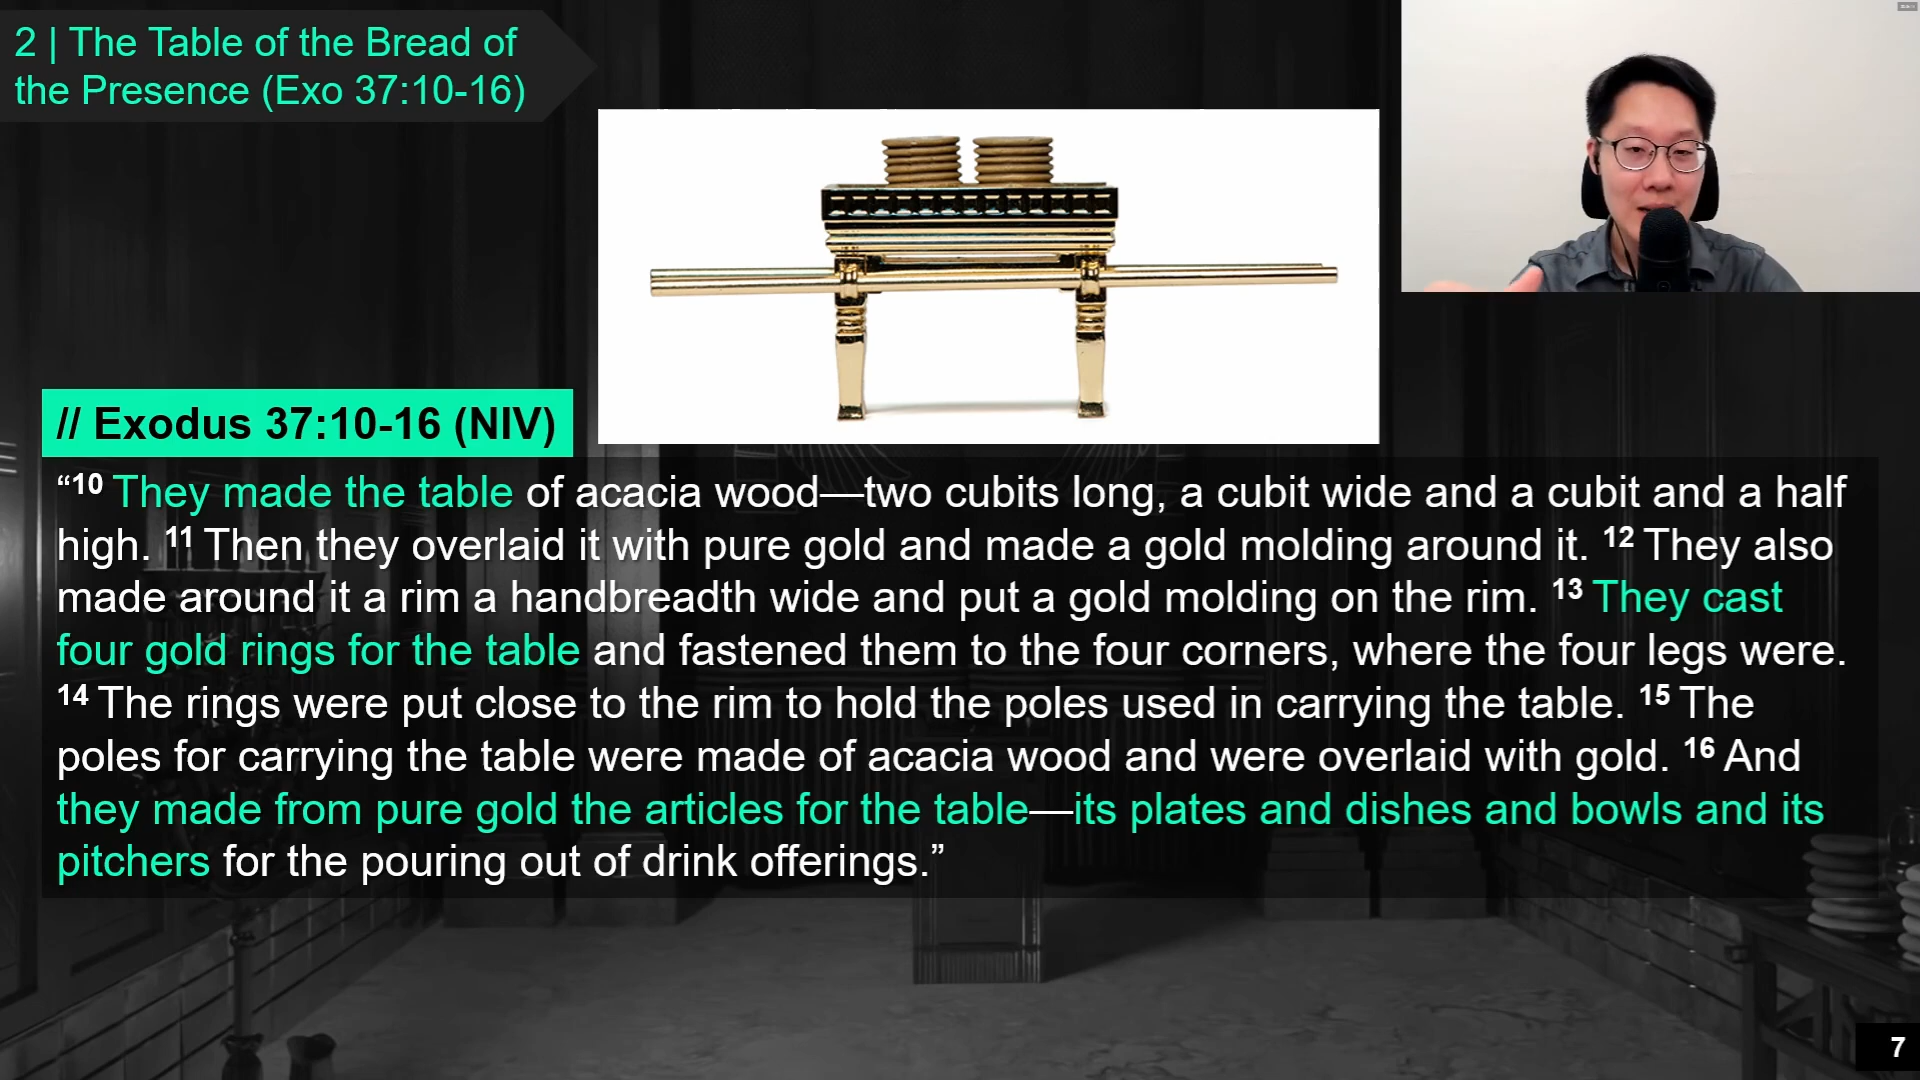 2 | The Table of the Bread of
the Presence (Exo 37:10-16)
// Exodus 37:10-16 (NIV)
“10 They made the table of acacia wood—two cubits long, a cubit wide and a cubit and a half
high. 11 Then they overlaid it with pure gold and made a gold molding around it. 12 They also
made around it a rim a handbreadth wide and put a gold molding on the rim. 13 They cast
four gold rings for the table and fastened them to the four corners, where the four legs were.
14 The rings were put close to the rim to hold the poles used in carrying the table. 15 The
poles for carrying the table were made of acacia wood and were overlaid with gold. 16 And
they made from pure gold the articles for the table—its plates and dishes and bowls and its
pitchers for the pouring out of drink offerings.”
7